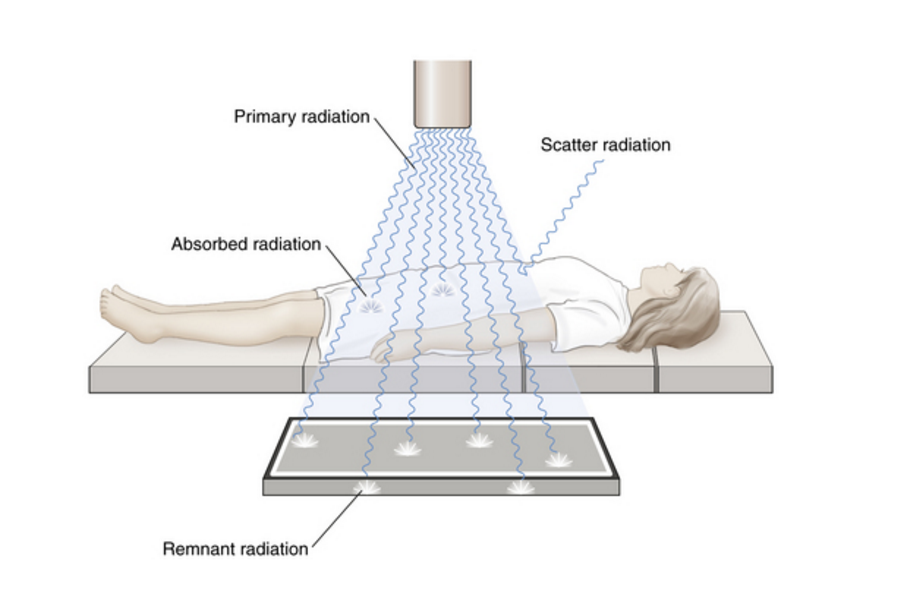 Primary radiation
Scatter radiation
Absorbed radiation
Remnant radiation